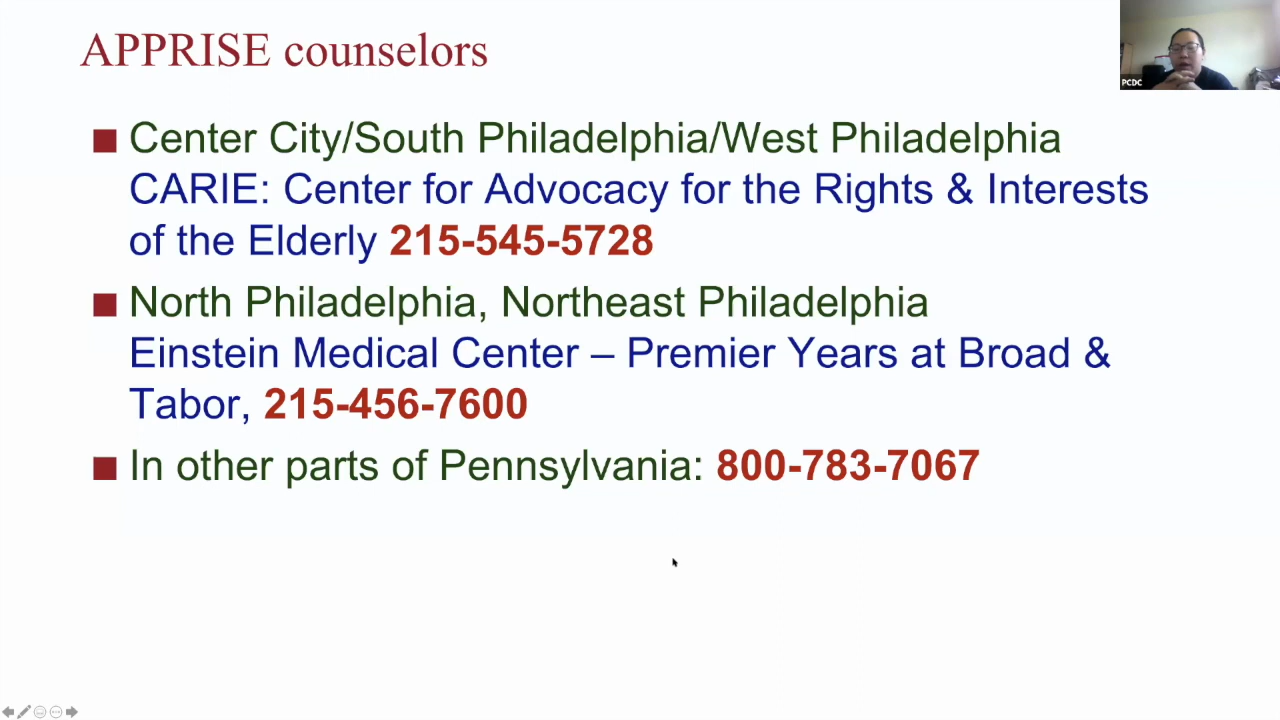 APPRISE counselors
PCDC
Center City/South Philadelphia/West Philadelphia
CARIE: Center for Advocacy for the Rights & Interests
of the Elderly 215-545-5728
North Philadelphia, Northeast Philadelphia
Einstein Medical Center – Premier Years at Broad &
Tabor, 215-456-7600
In other parts of Pennsylvania: 800-783-7067